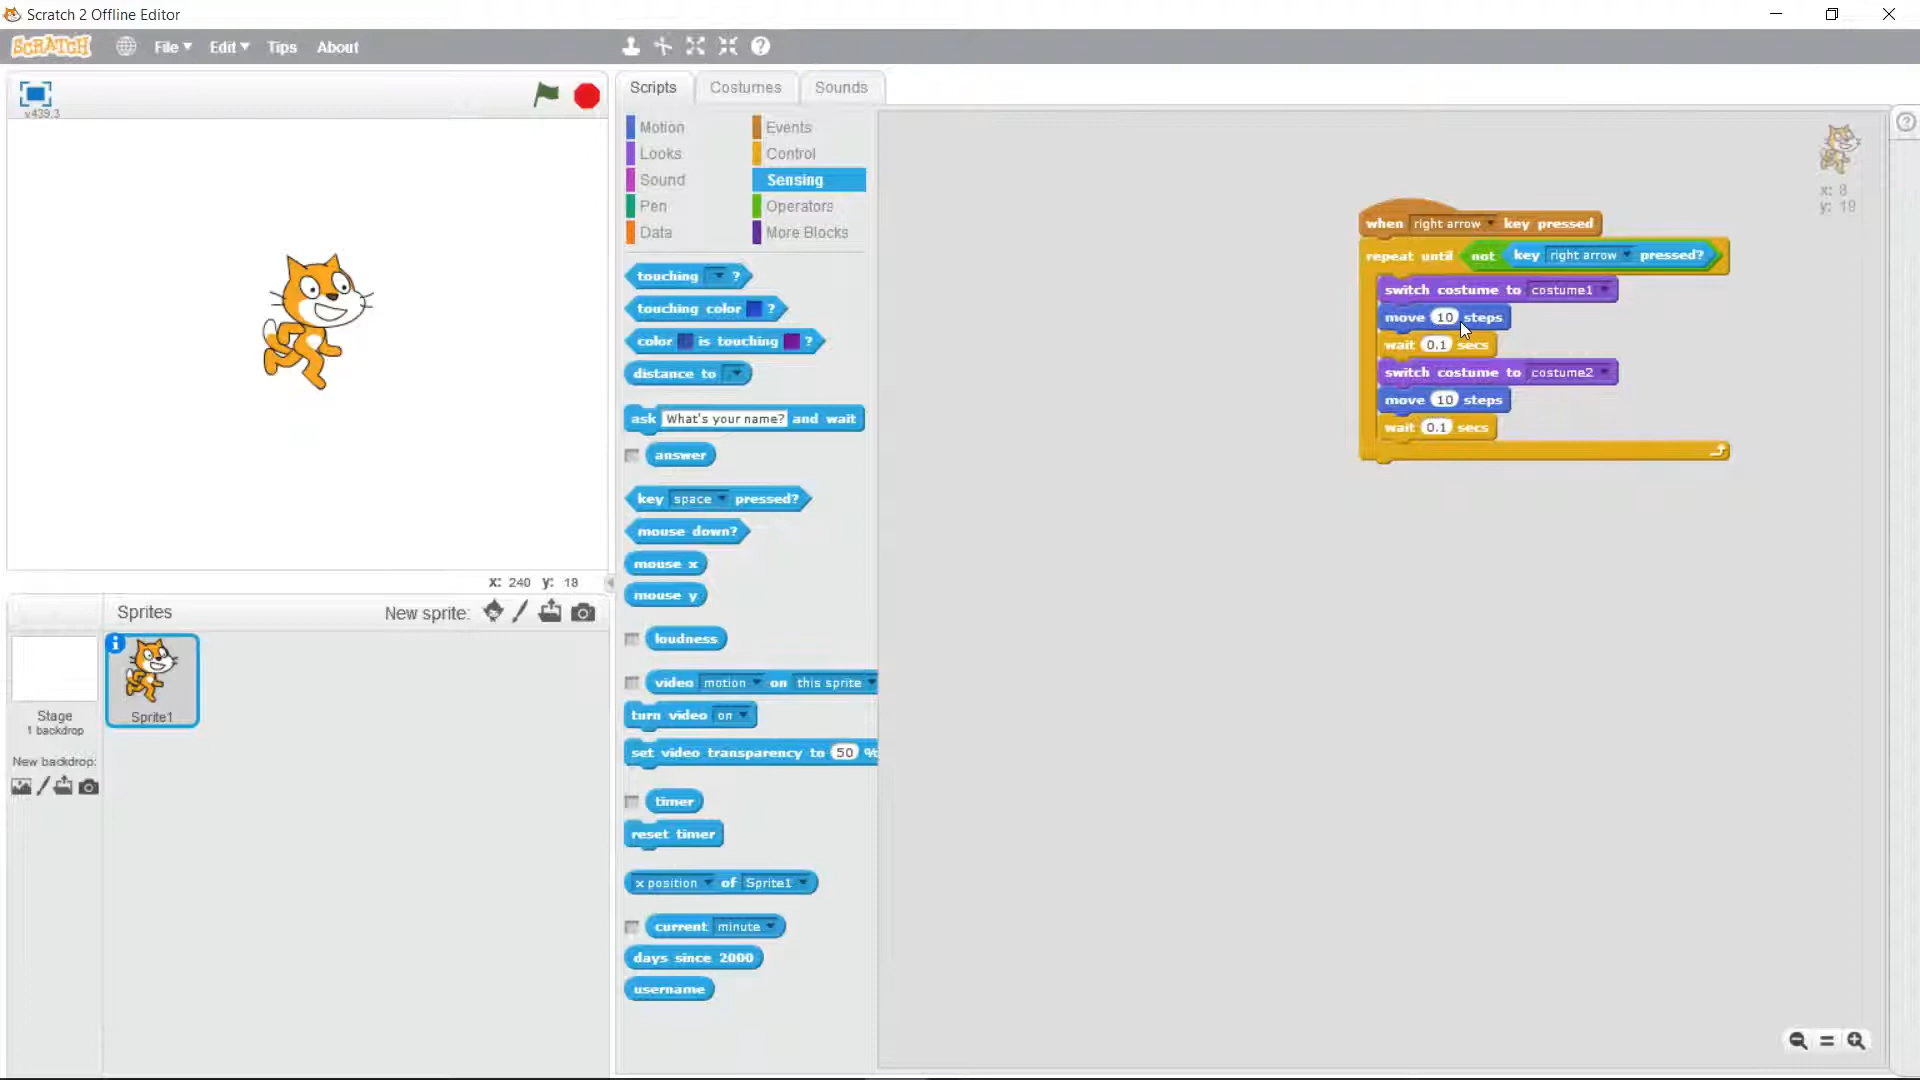 Scratch 2 Offline Editor
SCRATCH File Edit Tips About
v439.3
x: 240 y: 18
Sprites New sprite:
Sprite1
Stage
1 backdrop
New backdrop:
Scripts Costumes Sounds
Motion Events
Looks Control
Sound Sensing
Pen Operators
Data More Blocks
touching ?
touching color ?
color is touching ?
distance to
ask What's your name? and wait
answer
key space pressed?
mouse down?
mouse x
mouse y
loudness
video motion on this sprite
turn video on
set video transparency to 50 %
timer
reset timer
x position of Sprite1
current minute
days since 2000
username
when right arrow key pressed
repeat until not key right arrow pressed?
switch costume to costume1
move 10 steps
wait 0.1 secs
switch costume to costume2
move 10 steps
wait 0.1 secs
x: 8
y: 18